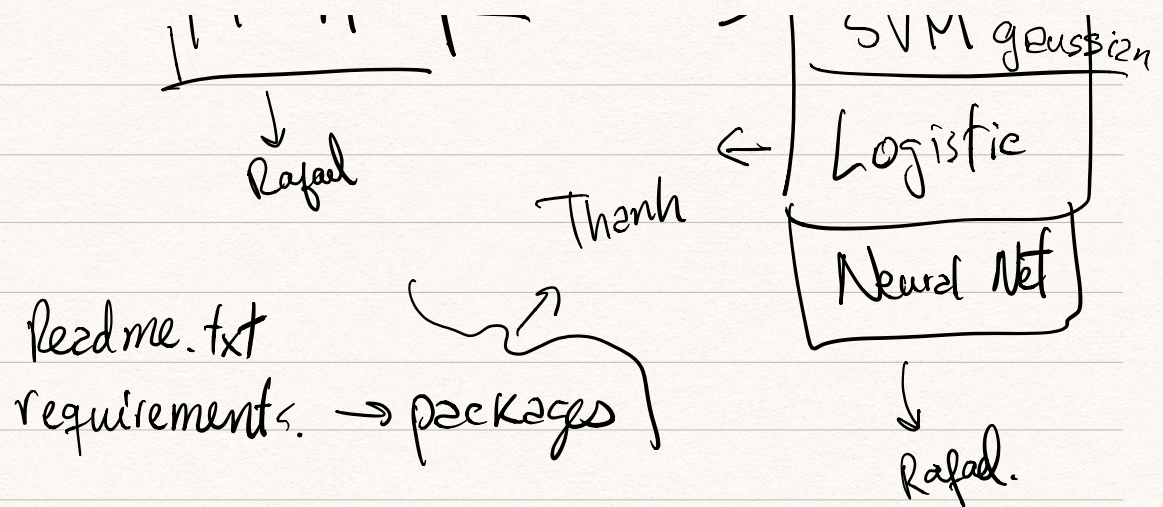 SVM gaussian
Logistic
Rafael
Thanh
Neural Net
Readme.txt
requirements. → packages
Rafael.